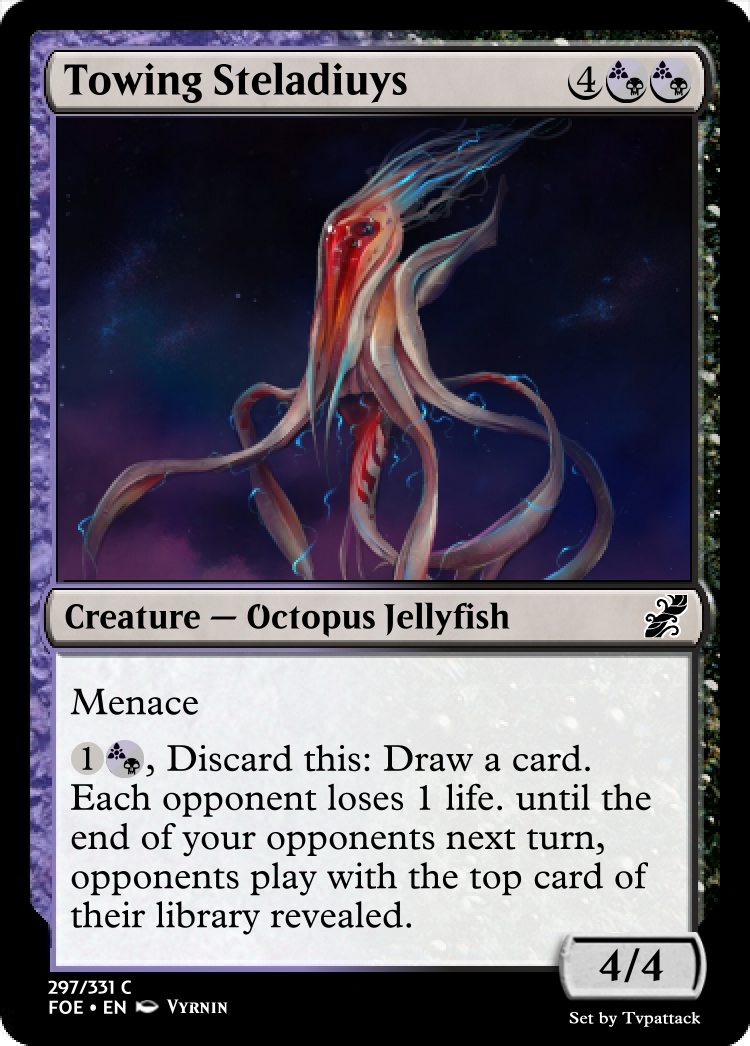 Towing Steladiuys 4
Creature — Octopus Jellyfish
Menace
1, Discard this: Draw a card.
Each opponent loses 1 life. until the
end of your opponents next turn,
opponents play with the top card of
their library revealed.
4/4
297/331 C
FOE • EN Vyrnin
Set by Tvpattack